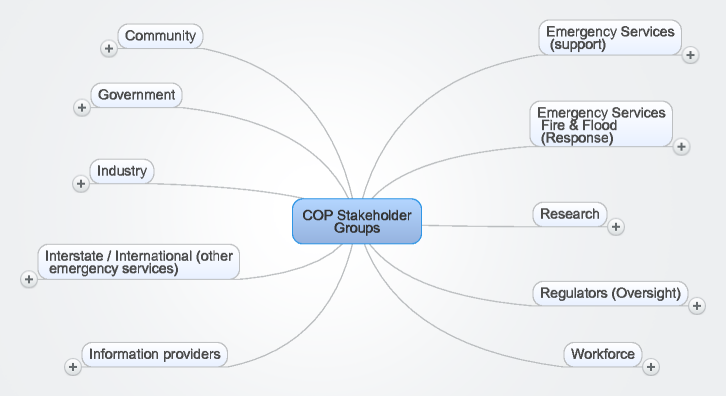 Community
Government
Industry
Interstate / International (other
emergency services)
Information providers
COP Stakeholder
Groups
Emergency Services
(support)
Emergency Services
Fire & Flood
(Response)
Research
Regulators (Oversight)
Workforce